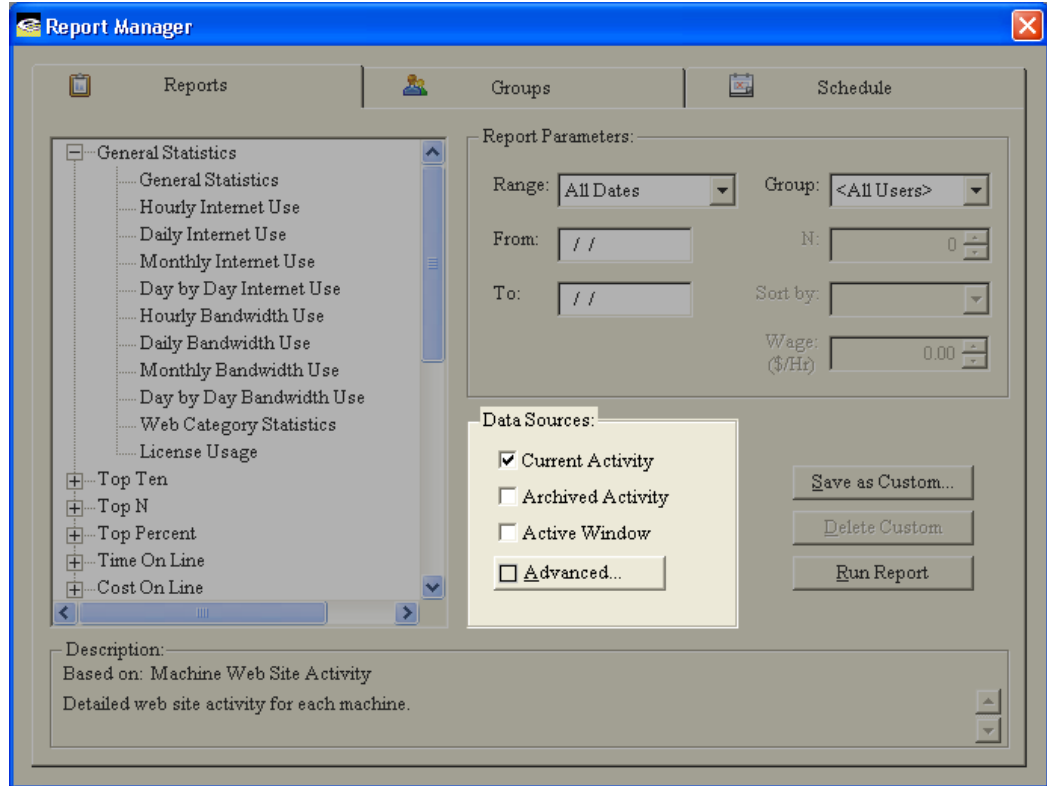 Report Manager
Reports
Groups
Schedule
General Statistics
General Statistics
Hourly Internet Use
Daily Internet Use
Monthly Internet Use
Day by Day Internet Use
Hourly Bandwidth Use
Daily Bandwidth Use
Monthly Bandwidth Use
Day by Day Bandwidth Use
Web Category Statistics
License Usage
Top Ten
Top N
Top Percent
Time On Line
Cost On Line
Report Parameters:
Range: All Dates
Group: <All Users>
From: / /
N: 0
To: / /
Sort by:
Wage: 0.00
($/Hr)
Data Sources:
Current Activity
Archived Activity
Active Window
Advanced...
Save as Custom...
Delete Custom
Run Report
Description:
Based on: Machine Web Site Activity
Detailed web site activity for each machine.